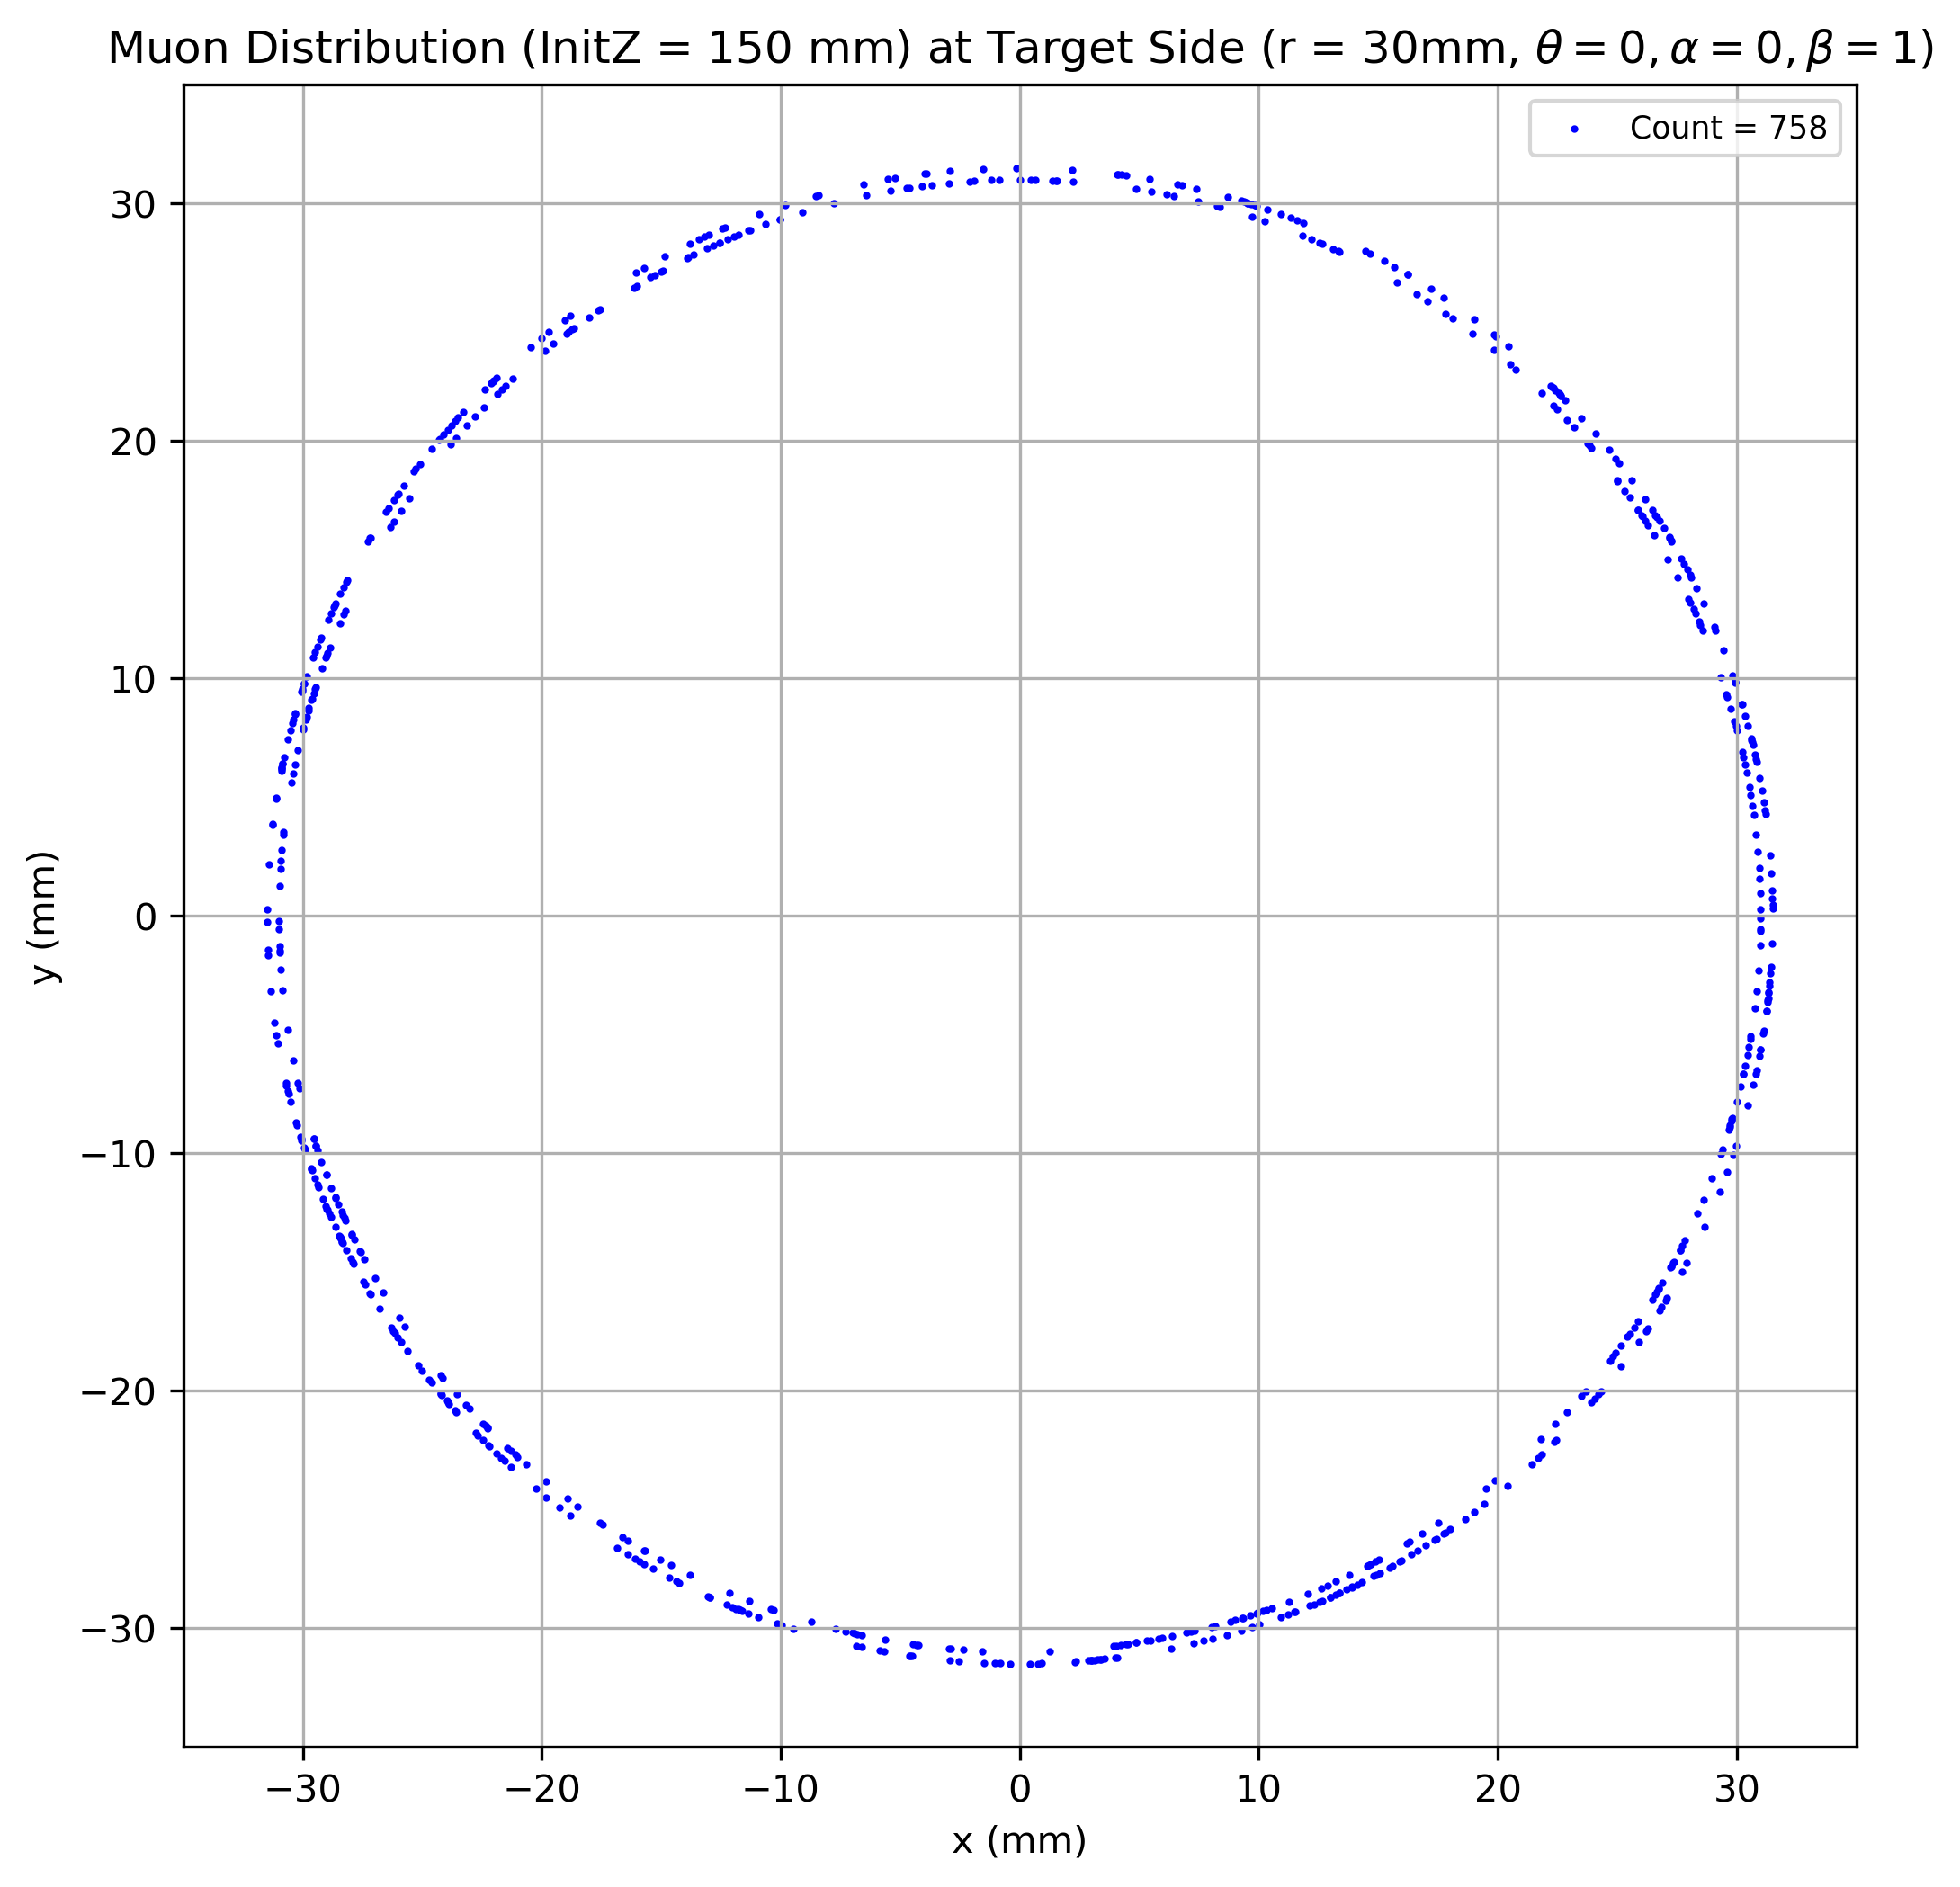 Muon Distribution (InitZ = 150 mm) at Target Side (r = 30mm, θ = 0, α = 0, β = 1)
Count = 758
30
20
10
0
−10
−20
−30
y (mm)
−30 −20 −10 0 10 20 30
x (mm)